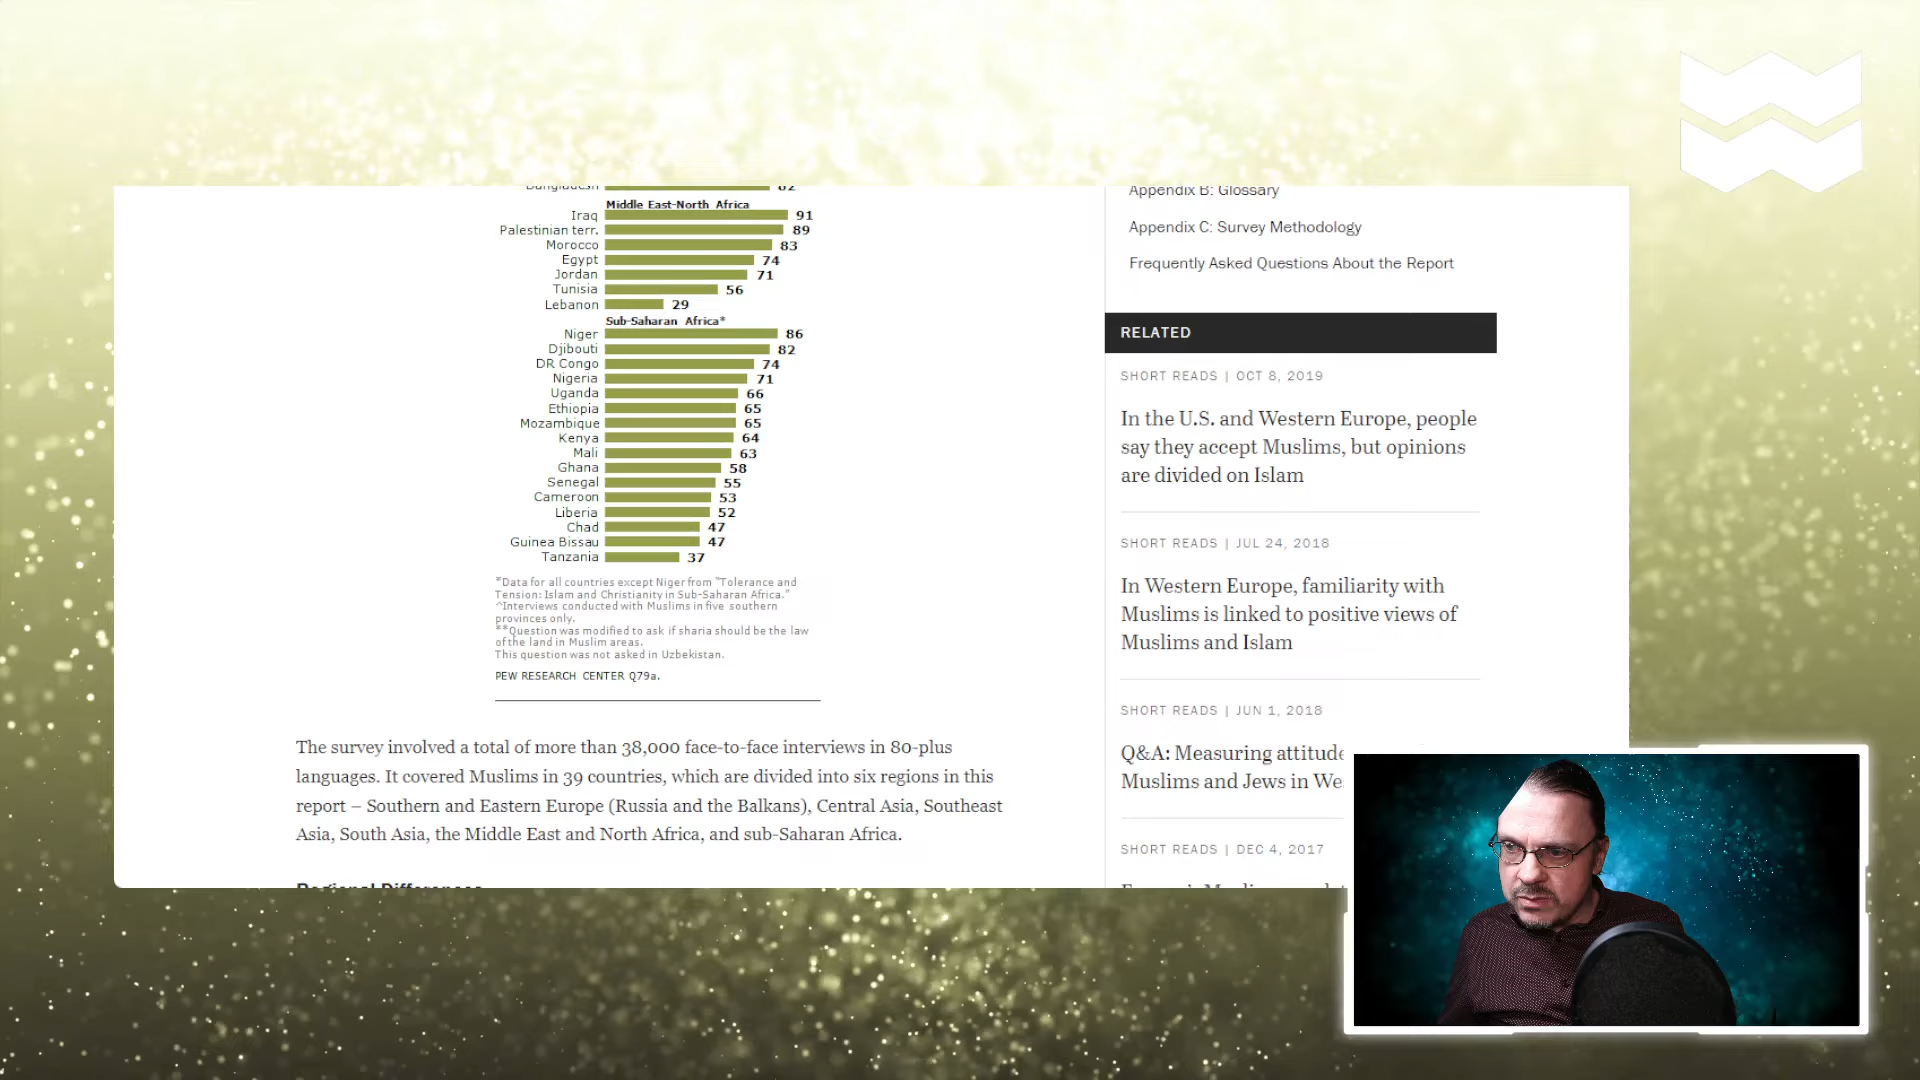 82
Middle East-North Africa
Iraq 91
Palestinian terr. 89
Morocco 83
Egypt 74
Jordan 71
Tunisia 56
Lebanon 29
Sub-Saharan Africa*
Niger 86
Djibouti 82
DR Congo 74
Nigeria 71
Uganda 66
Ethiopia 65
Mozambique 65
Kenya 64
Mali 63
Ghana 58
Senegal 55
Cameroon 53
Liberia 52
Chad 47
Guinea Bissau 47
Tanzania 37
*Data for all countries except Niger from "Tolerance and
Tension: Islam and Christianity in Sub-Saharan Africa."
^Interviews conducted with Muslims in five southern
provinces only.
**Question was modified to ask if sharia should be the law
of the land in Muslim areas.
This question was not asked in Uzbekistan.
PEW RESEARCH CENTER Q79a.
The survey involved a total of more than 38,000 face-to-face interviews in 80-plus
languages. It covered Muslims in 39 countries, which are divided into six regions in this
report – Southern and Eastern Europe (Russia and the Balkans), Central Asia, Southeast
Asia, South Asia, the Middle East and North Africa, and sub-Saharan Africa.
Appendix B: Glossary
Appendix C: Survey Methodology
Frequently Asked Questions About the Report
RELATED
SHORT READS | OCT 8, 2019
In the U.S. and Western Europe, people
say they accept Muslims, but opinions
are divided on Islam
SHORT READS | JUL 24, 2018
In Western Europe, familiarity with
Muslims is linked to positive views of
Muslims and Islam
SHORT READS | JUN 1, 2018
Q&A: Measuring attitude
Muslims and Jews in We
SHORT READS | DEC 4, 2017